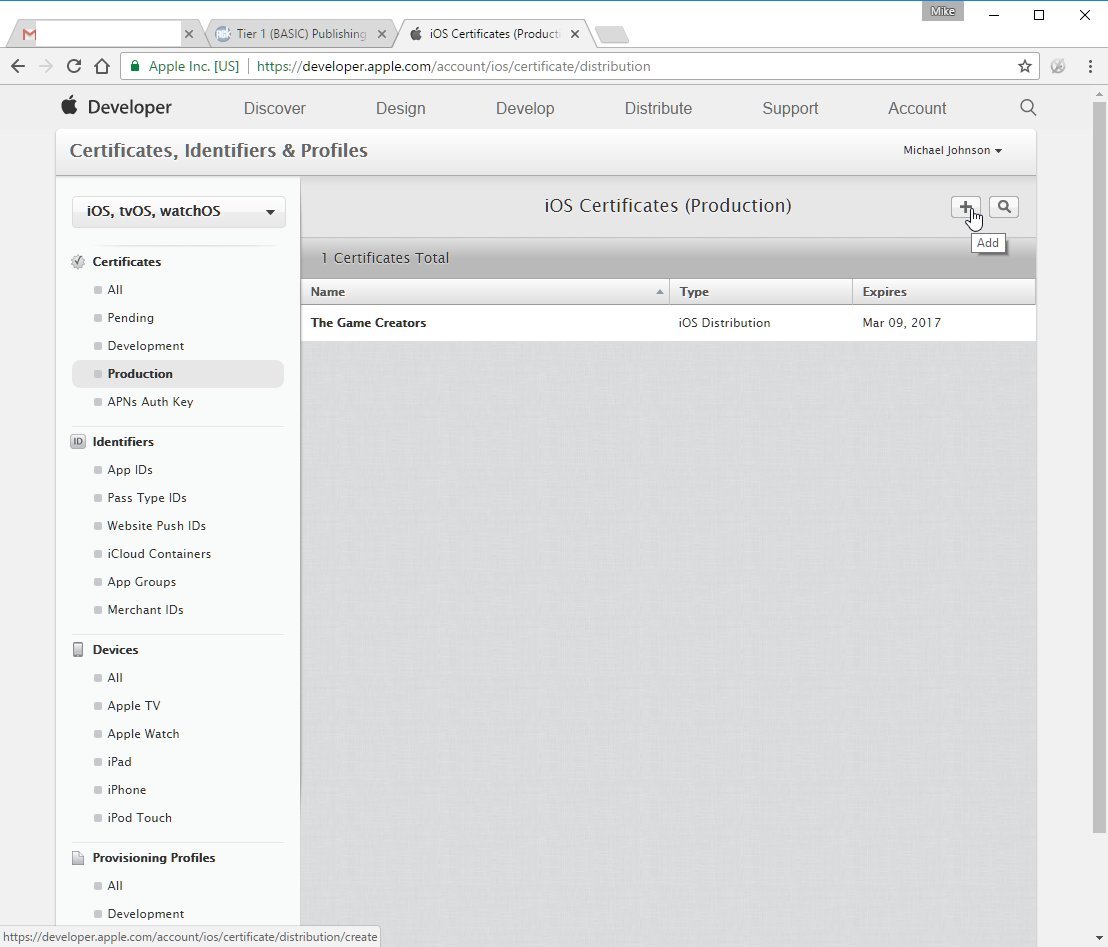 Mike
Tier 1 (BASIC) Publishing
iOS Certificates (Producti
Apple Inc. [US] https://developer.apple.com/account/ios/certificate/distribution
Developer Discover Design Develop Distribute Support Account
Certificates, Identifiers & Profiles
Michael Johnson
iOS, tvOS, watchOS
iOS Certificates (Production)
Add
1 Certificates Total
Name Type Expires
The Game Creators iOS Distribution Mar 09, 2017
Certificates
All
Pending
Development
Production
APNs Auth Key
ID Identifiers
App IDs
Pass Type IDs
Website Push IDs
iCloud Containers
App Groups
Merchant IDs
Devices
All
Apple TV
Apple Watch
iPad
iPhone
iPod Touch
Provisioning Profiles
All
Development
https://developer.apple.com/account/ios/certificate/distribution/create